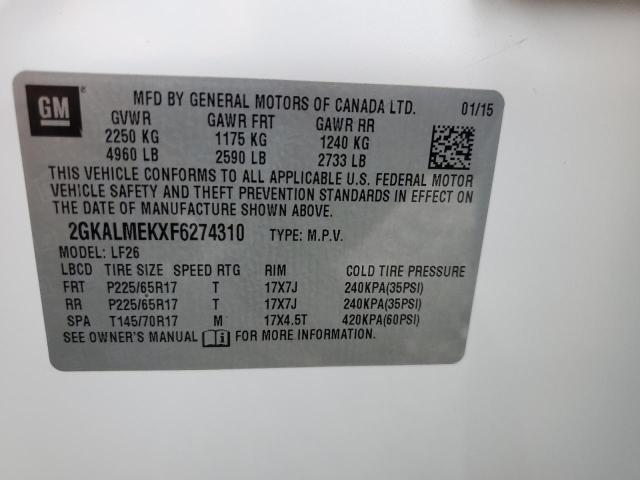 GM ®
MFD BY GENERAL MOTORS OF CANADA LTD. 01/15
GVWR GAWR FRT GAWR RR
2250 KG 1175 KG 1240 KG
4960 LB 2590 LB 2733 LB
THIS VEHICLE CONFORMS TO ALL APPLICABLE U.S. FEDERAL MOTOR
VEHICLE SAFETY AND THEFT PREVENTION STANDARDS IN EFFECT ON
THE DATE OF MANUFACTURE SHOWN ABOVE.
2GKALMEKXF6274310 TYPE: M.P.V.
MODEL: LF26
LBCD TIRE SIZE SPEED RTG RIM COLD TIRE PRESSURE
FRT P225/65R17 T 17X7J 240KPA(35PSI)
RR P225/65R17 T 17X7J 240KPA(35PSI)
SPA T145/70R17 M 17X4.5T 420KPA(60PSI)
SEE OWNER'S MANUAL FOR MORE INFORMATION.